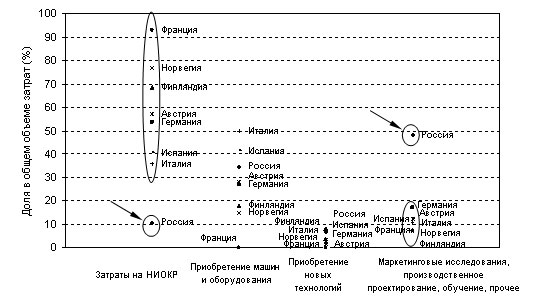 Доля в общем объеме затрат (%)
100
90
80
70
60
50
40
30
20
10
0
Франция
Норвегия
Финляндия
Австрия
Германия
Испания
Италия
Россия
Италия
Испания
Россия
Австрия
Германия
Финляндия
Норвегия
Франция
Россия
Финляндия
Италия Испания
Норвегия Германия
Франция Австрия
Россия
Германия
Австрия
Испания Италия
Франция Норвегия
Финляндия
Затраты на НИОКР
Приобретение машин
и оборудования
Приобретение
новых
технологий
Маркетинговые исследования,
производственное
проектирование, обучение, прочее